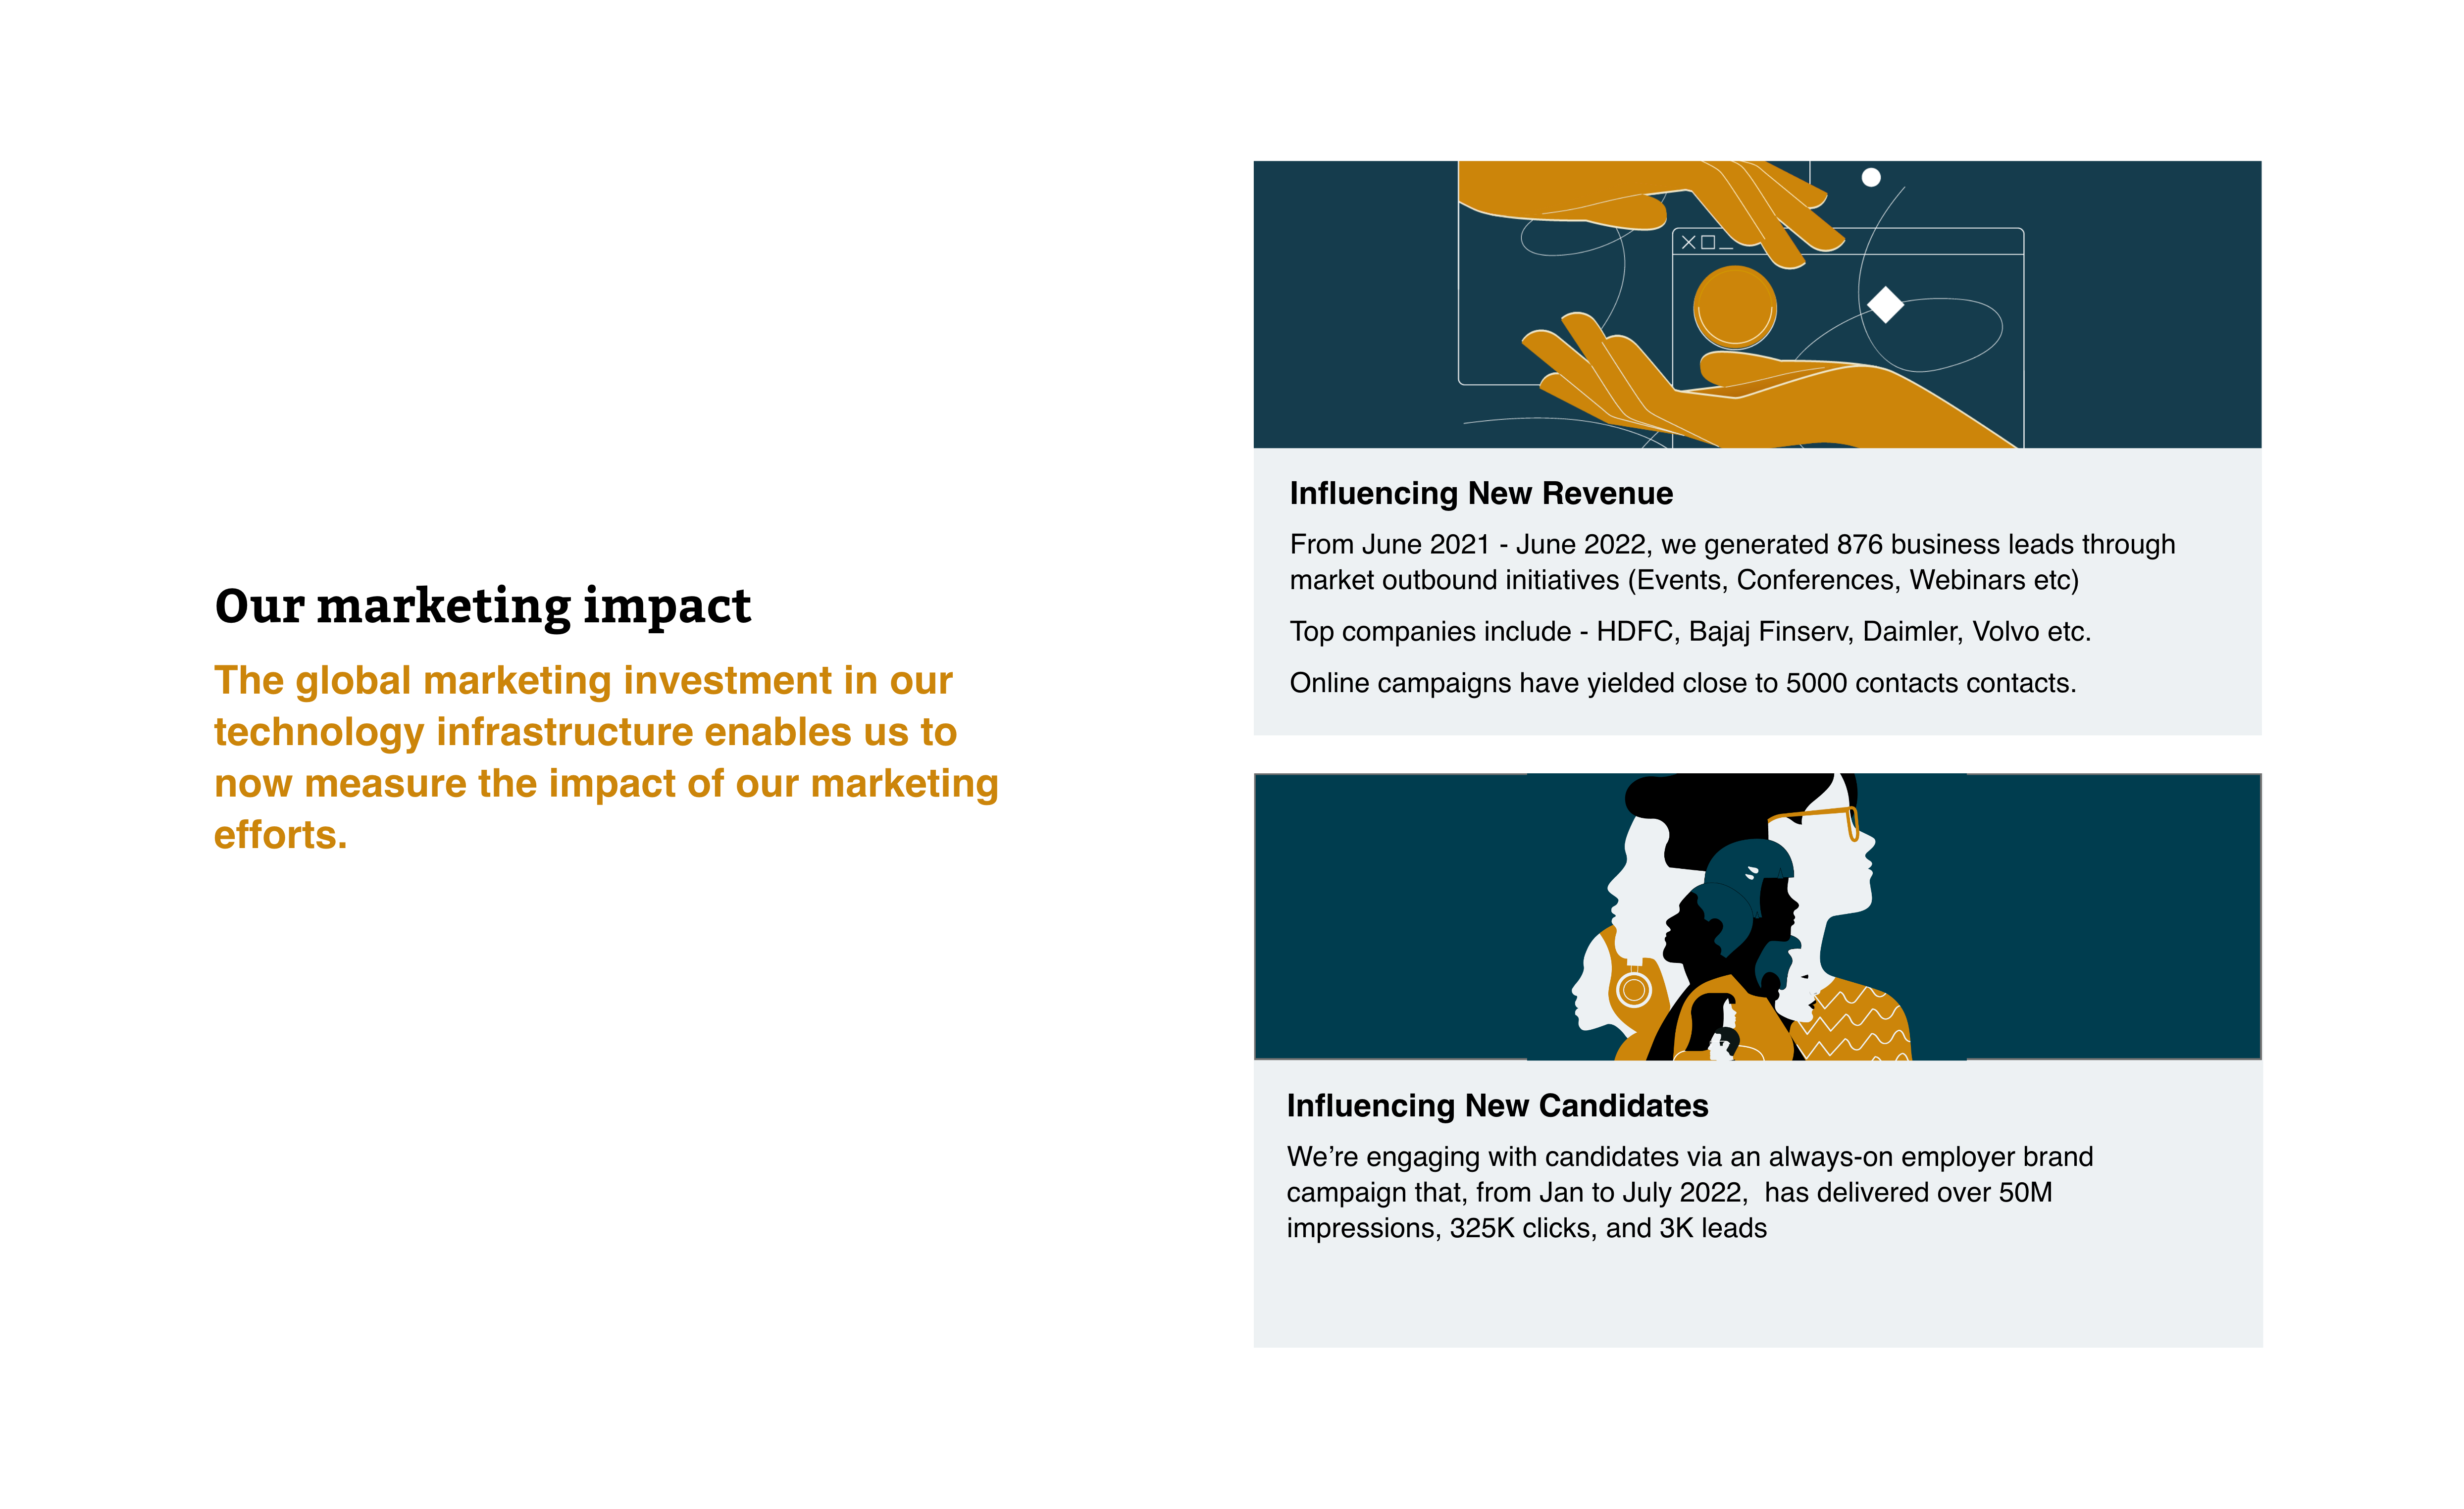 Our marketing impact
The global marketing investment in our
technology infrastructure enables us to
now measure the impact of our marketing
efforts.
Influencing New Revenue
From June 2021 - June 2022, we generated 876 business leads through
market outbound initiatives (Events, Conferences, Webinars etc)
Top companies include - HDFC, Bajaj Finserv, Daimler, Volvo etc.
Online campaigns have yielded close to 5000 contacts contacts.
Influencing New Candidates
We’re engaging with candidates via an always-on employer brand
campaign that, from Jan to July 2022,  has delivered over 50M
impressions, 325K clicks, and 3K leads